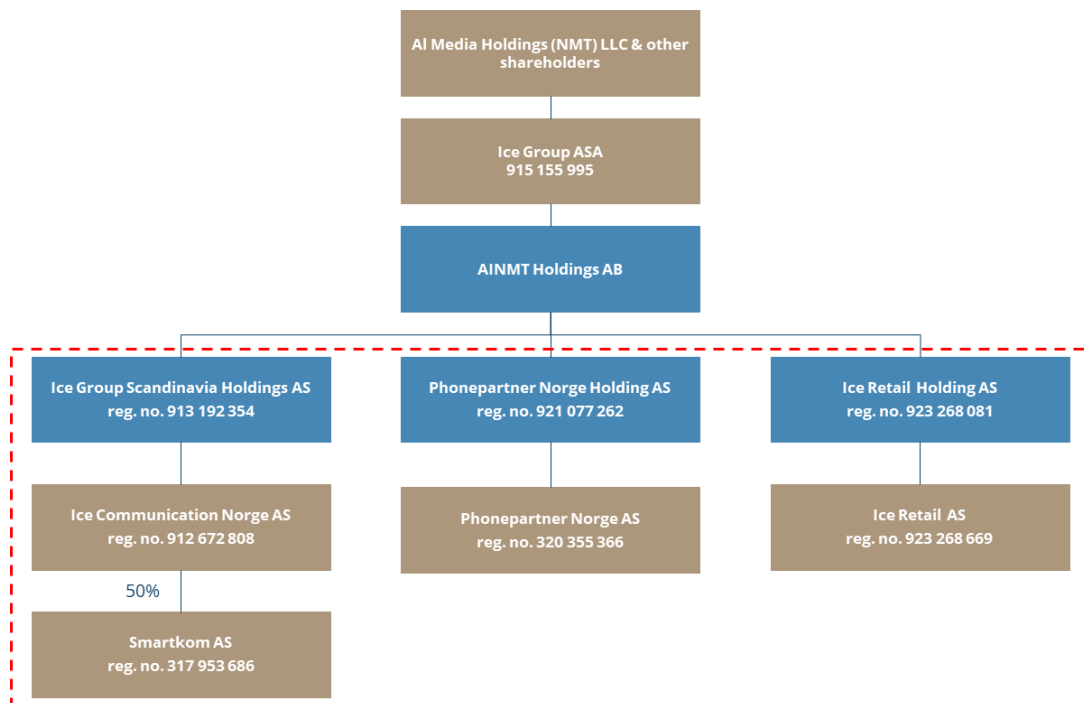 Al Media Holdings (NMT) LLC & other
shareholders
Ice Group ASA
915 155 995
AINMT Holdings AB
Ice Group Scandinavia Holdings AS
reg. no. 913 192 354
Phonepartner Norge Holding AS
reg. no. 921 077 262
Ice Retail Holding AS
reg. no. 923 268 081
Ice Communication Norge AS
reg. no. 912 672 808
Phonepartner Norge AS
reg. no. 320 355 366
Ice Retail AS
reg. no. 923 268 669
50%
Smartkom AS
reg. no. 317 953 686